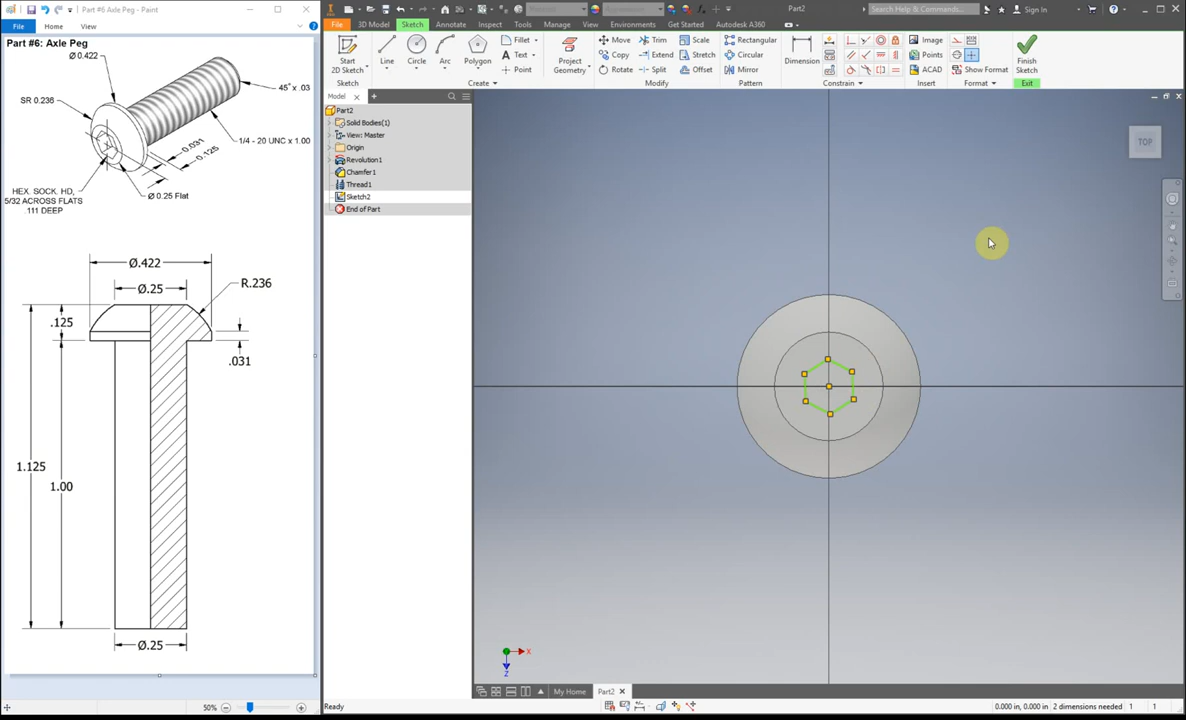 Part #6 Axle Peg - Paint
File
Home
View
Part #6: Axle Peg
Ø 0.422
SR 0.236
45° x .03
1/4 - 20 UNC x 1.00
0.031
0.125
HEX. SOCK. HD,
5/32 ACROSS FLATS
.111 DEEP
Ø 0.25 Flat
Ø.422
Ø.25
R.236
.125
.031
1.125
1.00
Ø.25
50%
Part2
Search Help & Commands...
Sign In
File
3D Model
Sketch
Annotate
Inspect
Tools
Manage
View
Environments
Get Started
Autodesk A360
Start
2D Sketch
Sketch
Line
Circle
Arc
Polygon
Fillet
Text
Point
Create
Project
Geometry
Move
Copy
Rotate
Trim
Extend
Split
Scale
Stretch
Offset
Modify
Rectangular
Circular
Mirror
Pattern
Dimension
Constrain
Image
Points
ACAD
Insert
Show Format
Format
Finish
Sketch
Exit
Model
Part2
Solid Bodies(1)
View: Master
Origin
Revolution1
Chamfer1
Thread1
Sketch2
End of Part
TOP
X
Z
My Home
Part2
Ready
0.000 in, 0.000 in
2 dimensions needed
1
1